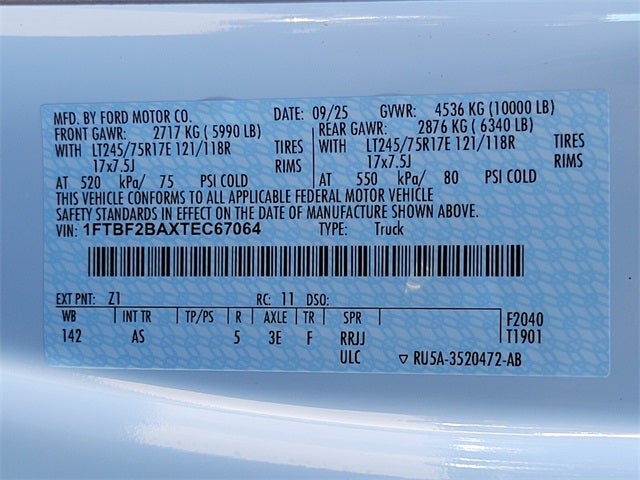 MFD. BY FORD MOTOR CO. DATE: 09/25 GVWR: 4536 KG (10000 LB)
FRONT GAWR: 2717 KG ( 5990 LB) REAR GAWR: 2876 KG ( 6340 LB)
WITH LT245/75R17E 121/118R TIRES WITH LT245/75R17E 121/118R TIRES
17x7.5J RIMS 17x7.5J RIMS
AT 520 kPa/ 75 PSI COLD AT 550 kPa/ 80 PSI COLD
THIS VEHICLE CONFORMS TO ALL APPLICABLE FEDERAL MOTOR VEHICLE
SAFETY STANDARDS IN EFFECT ON THE DATE OF MANUFACTURE SHOWN ABOVE.
VIN: 1FTBF2BAXTEC67064 TYPE: Truck
EXT PNT: Z1 RC: 11 DSO:
WB INT TR TP/PS R AXLE TR SPR F2040
142 AS 5 3E F RRJJ T1901
ULC RU5A-3520472-AB